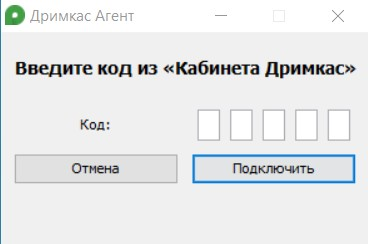 Дримкас Агент
Введите код из «Кабинета Дримкас»
Код:
Отмена Подключить